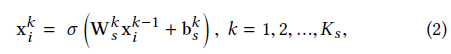 x_i^k = σ (W_s^k x_i^{k−1} + b_s^k) , k = 1, 2, ..., K_s, (2)